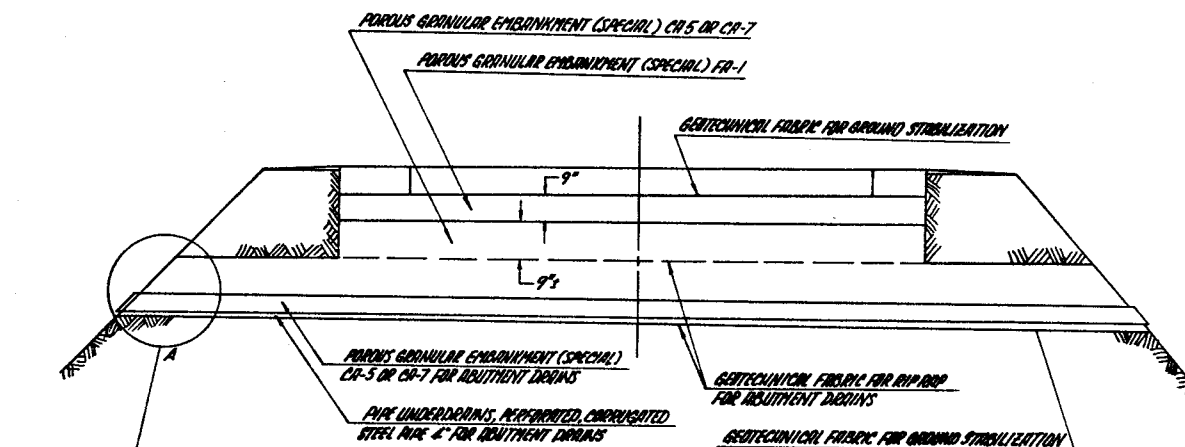 POROUS GRANULAR EMBANKMENT (SPECIAL) CA 5 OR CA-7
POROUS GRANULAR EMBANKMENT (SPECIAL) FA-1
GEOTECHNICAL FABRIC FOR GROUND STABILIZATION
9"
9"±
A
POROUS GRANULAR EMBANKMENT (SPECIAL)
CA-5 OR CA-7 FOR ABUTMENT DRAINS
GEOTECHNICAL FABRIC FOR RIP RAP
FOR ABUTMENT DRAINS
PIPE UNDERDRAINS, PERFORATED, CORRUGATED
STEEL PIPE 4" FOR ABUTMENT DRAINS
GEOTECHNICAL FABRIC FOR GROUND STABILIZATION